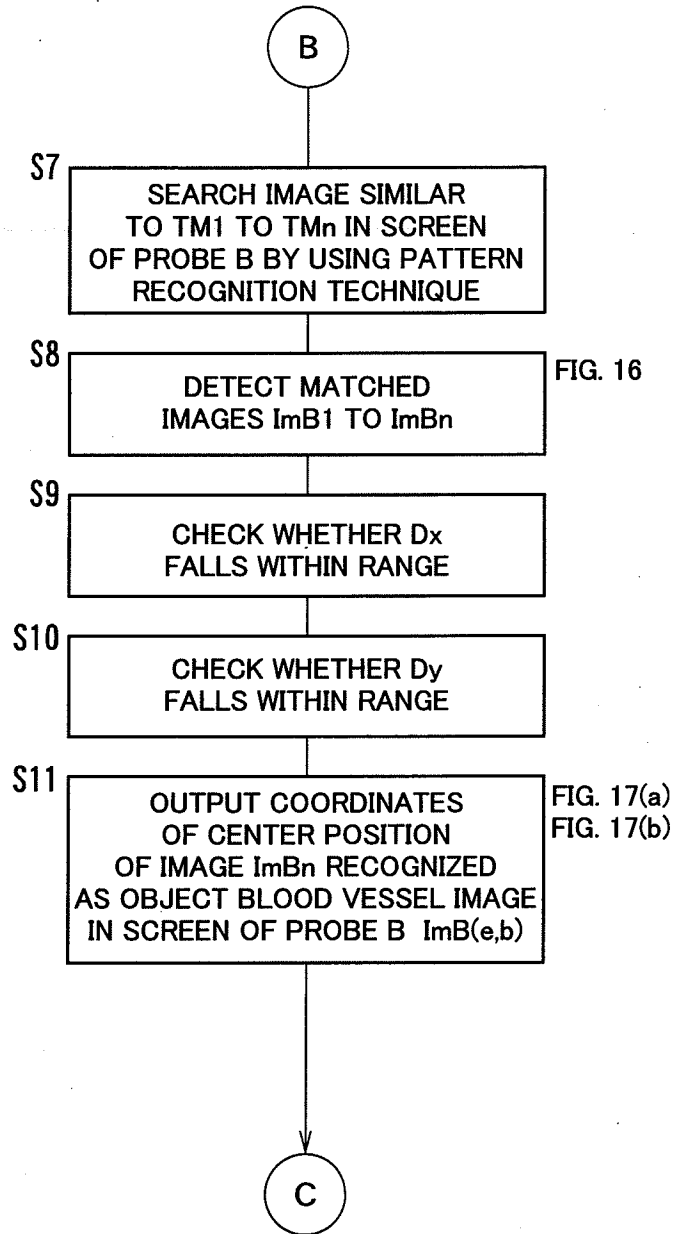 B
S7
SEARCH IMAGE SIMILAR
TO TM1 TO TMn IN SCREEN
OF PROBE B BY USING PATTERN
RECOGNITION TECHNIQUE
S8
DETECT MATCHED
IMAGES ImB1 TO ImBn
FIG. 16
S9
CHECK WHETHER Dx
FALLS WITHIN RANGE
S10
CHECK WHETHER Dy
FALLS WITHIN RANGE
S11
OUTPUT COORDINATES
OF CENTER POSITION
OF IMAGE ImBn RECOGNIZED
AS OBJECT BLOOD VESSEL IMAGE
IN SCREEN OF PROBE B ImB(e,b)
FIG. 17(a)
FIG. 17(b)
C